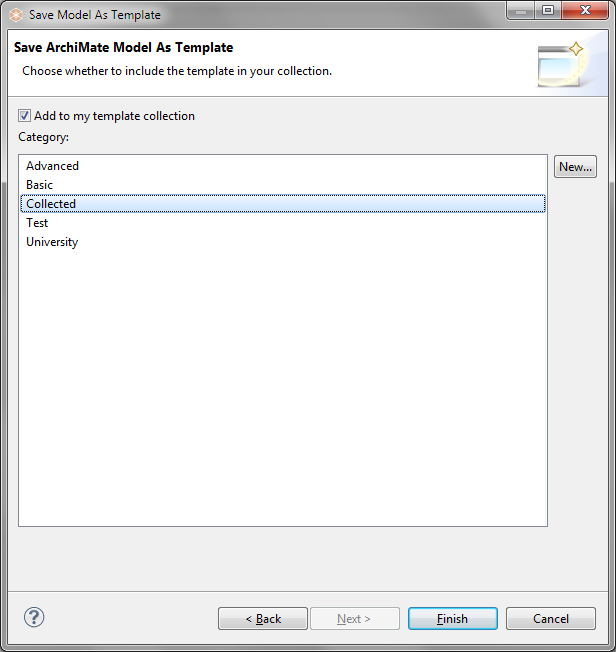 Save Model As Template
Save ArchiMate Model As Template
Choose whether to include the template in your collection.
Add to my template collection
Category:
Advanced
New...
Basic
Collected
Test
University
?
< Back
Next >
Finish
Cancel